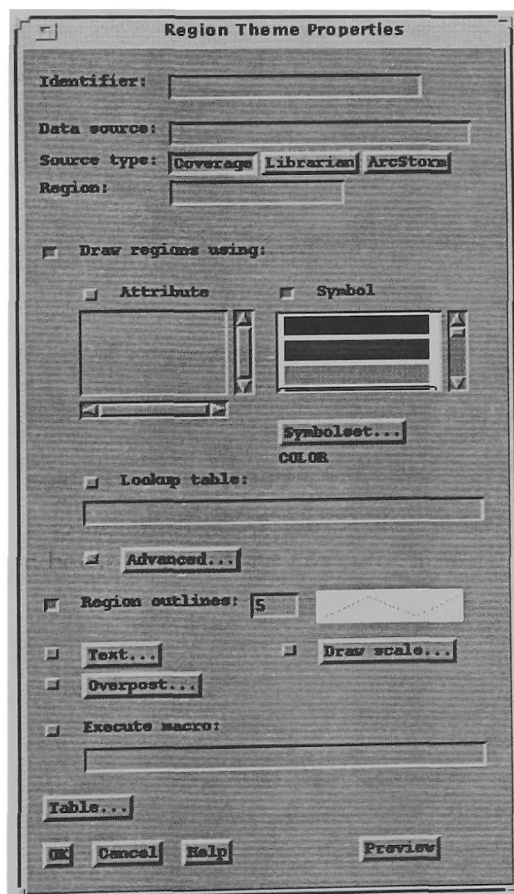 Region Theme Properties
Identifier:
Data source:
Source type: Coverage Librarian ArcStorm
Region:
Draw regions using:
Attribute Symbol
Symbolset...
COLOR
Lookup table:
Advanced...
Region outlines: 5
Text... Draw scale...
Overpost...
Execute macro:
Table...
OK Cancel Help Preview